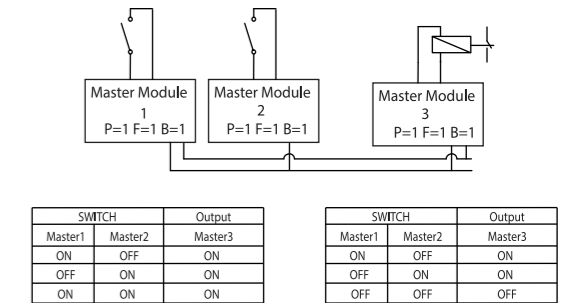 Master Module
1
P=1 F=1 B=1
Master Module
2
P=1 F=1 B=1
Master Module
3
P=1 F=1 B=1
SWITCH Output
Master1 Master2 Master3
ON OFF ON
OFF ON ON
ON ON ON
SWITCH Output
Master1 Master2 Master3
ON OFF ON
OFF ON ON
OFF OFF OFF